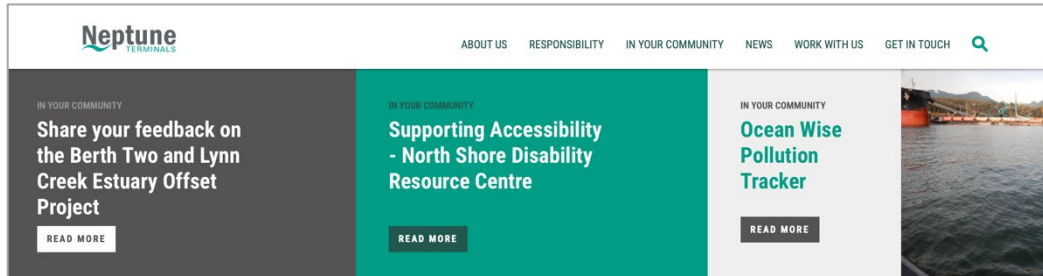 Neptune
TERMINALS
ABOUT US RESPONSIBILITY IN YOUR COMMUNITY NEWS WORK WITH US GET IN TOUCH
IN YOUR COMMUNITY
Share your feedback on
the Berth Two and Lynn
Creek Estuary Offset
Project
READ MORE
IN YOUR COMMUNITY
Supporting Accessibility
- North Shore Disability
Resource Centre
READ MORE
IN YOUR COMMUNITY
Ocean Wise
Pollution
Tracker
READ MORE